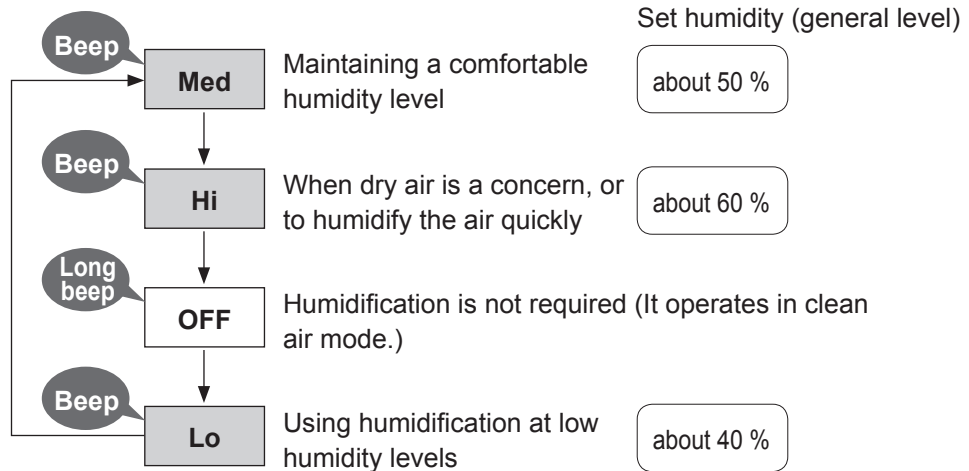 Set humidity (general level)
Beep
Med
Maintaining a comfortable
humidity level
about 50 %
Beep
Hi
When dry air is a concern, or
to humidify the air quickly
about 60 %
Long
beep
OFF
Humidification is not required (It operates in clean
air mode.)
Beep
Lo
Using humidification at low
humidity levels
about 40 %